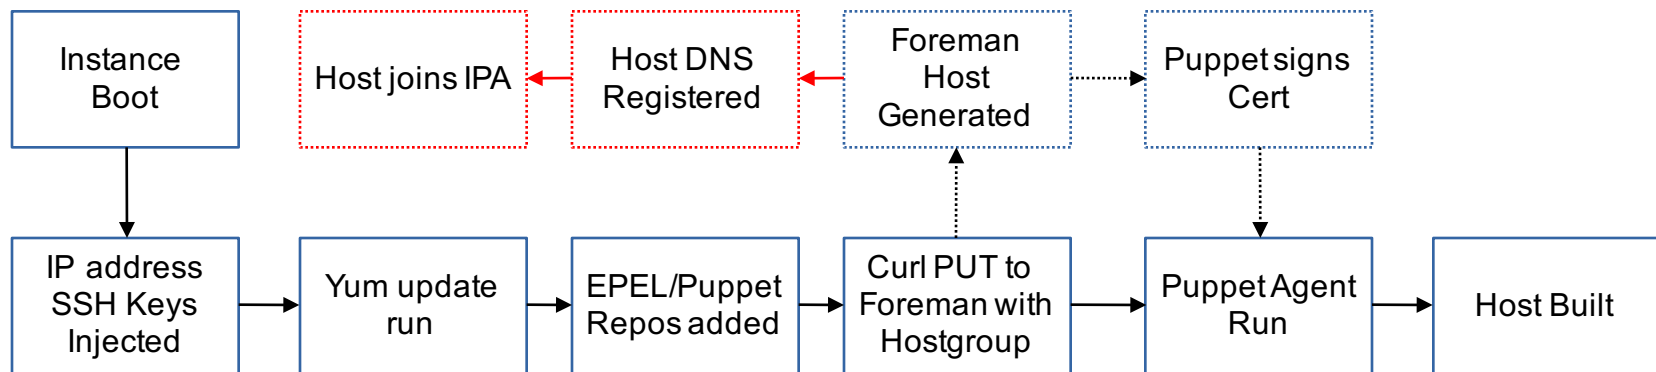 Instance
Boot
Host joins IPA
Host DNS
Registered
Foreman
Host
Generated
Puppet signs
Cert
IP address
SSH Keys
Injected
Yum update
run
EPEL/Puppet
Repos added
Curl PUT to
Foreman with
Hostgroup
Puppet Agent
Run
Host Built